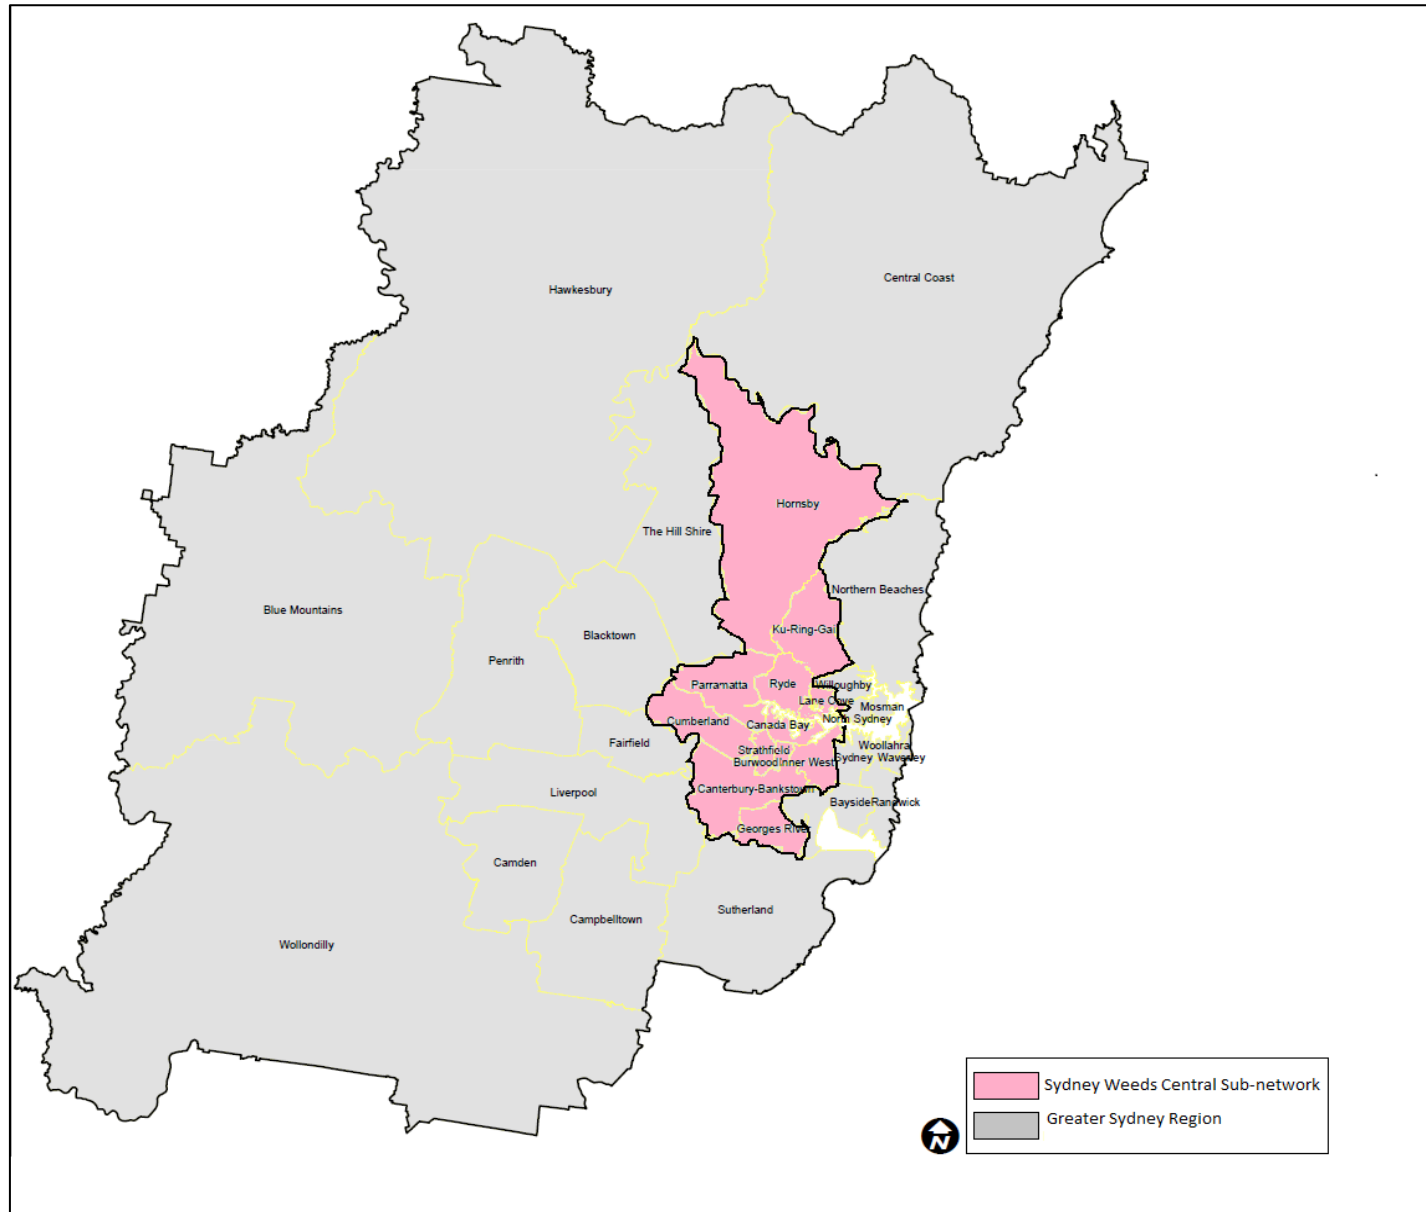 Central Coast
Hawkesbury
Hornsby
The Hill Shire
Northern Beaches
Blue Mountains
Ku-Ring-Gai
Blacktown
Penrith
Parramatta
Ryde
Willoughby
Lane Cove
Mosman
North Sydney
Cumberland
Canada Bay
Fairfield
Strathfield
Woollahra
Burwood
Inner West
Sydney
Waverley
Liverpool
Canterbury-Bankstown
Bayside
Randwick
Georges River
Camden
Campbelltown
Sutherland
Wollondilly
Sydney Weeds Central Sub-network
Greater Sydney Region
N